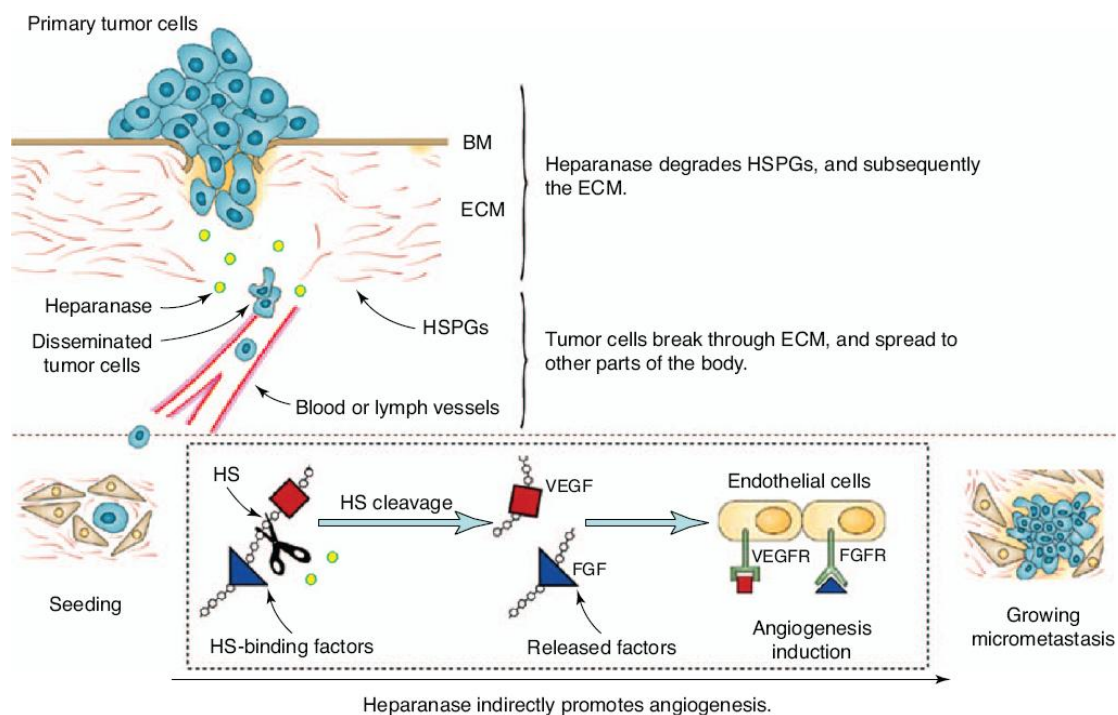 Primary tumor cells
BM
ECM
Heparanase degrades HSPGs, and subsequently
the ECM.
Heparanase
HSPGs
Disseminated
tumor cells
Tumor cells break through ECM, and spread to
other parts of the body.
Blood or lymph vessels
HS
HS cleavage
VEGF
Endothelial cells
VEGFR
FGFR
FGF
Seeding
HS-binding factors
Released factors
Angiogenesis
induction
Growing
micrometastasis
Heparanase indirectly promotes angiogenesis.